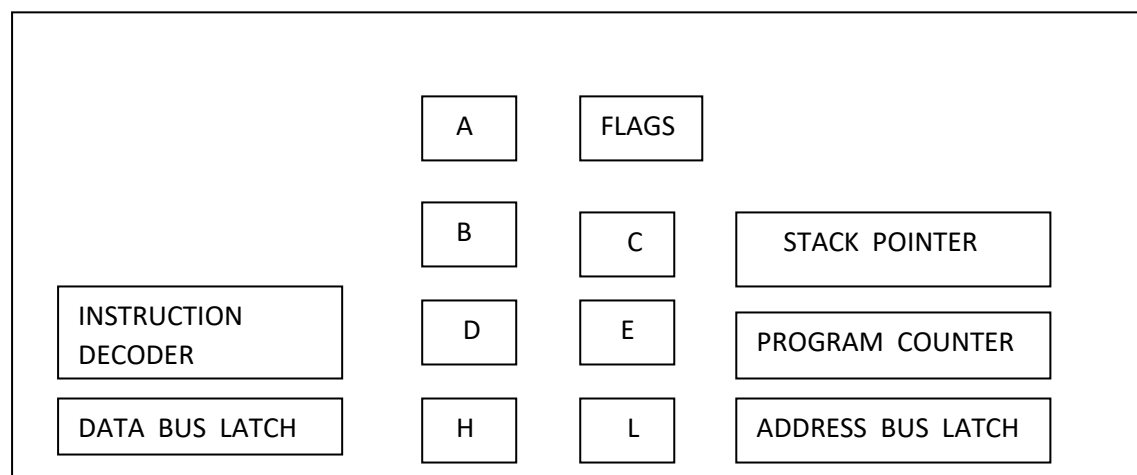 A
FLAGS
B
C
STACK POINTER
INSTRUCTION
DECODER
D
E
PROGRAM COUNTER
DATA BUS LATCH
H
L
ADDRESS BUS LATCH